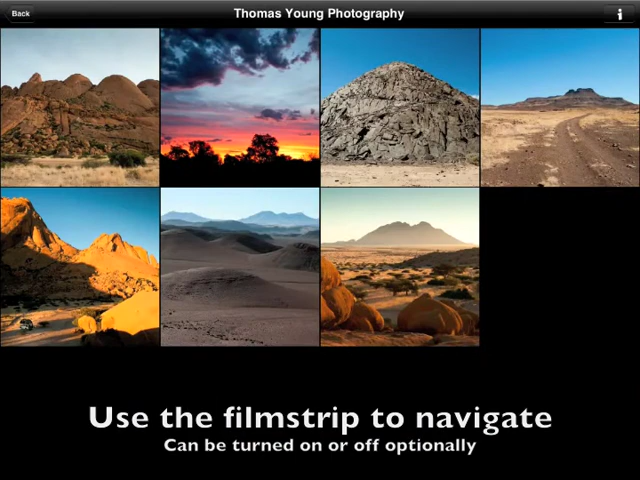 Back
Thomas Young Photography
i
Use the filmstrip to navigate
Can be turned on or off optionally